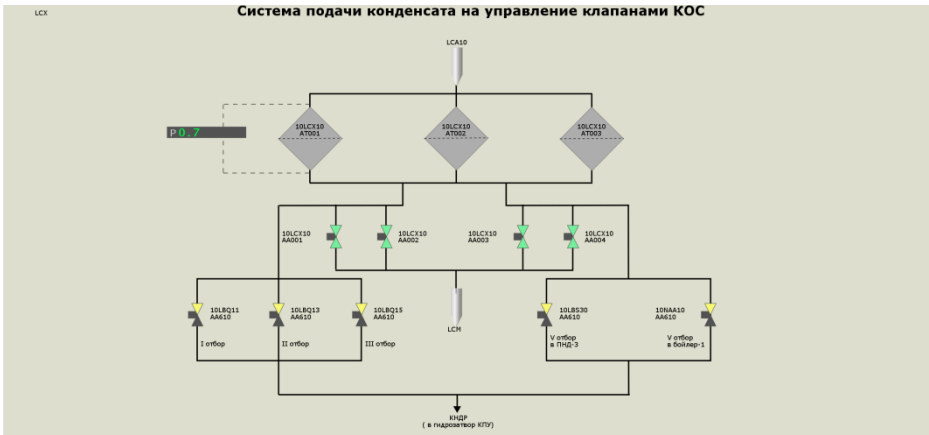 LCX
Система подачи конденсата на управление клапанами КОС
LCA10
P 0.7
10LCX10
AT001
10LCX10
AT002
10LCX10
AT003
10LCX10
AA001
10LCX10
AA002
10LCX10
AA003
10LCX10
AA004
10LBQ11
AA610
10LBQ13
AA610
10LBQ15
AA610
LCM
10LBS30
AA610
10NAA10
AA610
I отбор
II отбор
III отбор
V отбор
в ПНД-3
V отбор
в бойлер-1
КНДР
( в гидрозатвор КПУ)